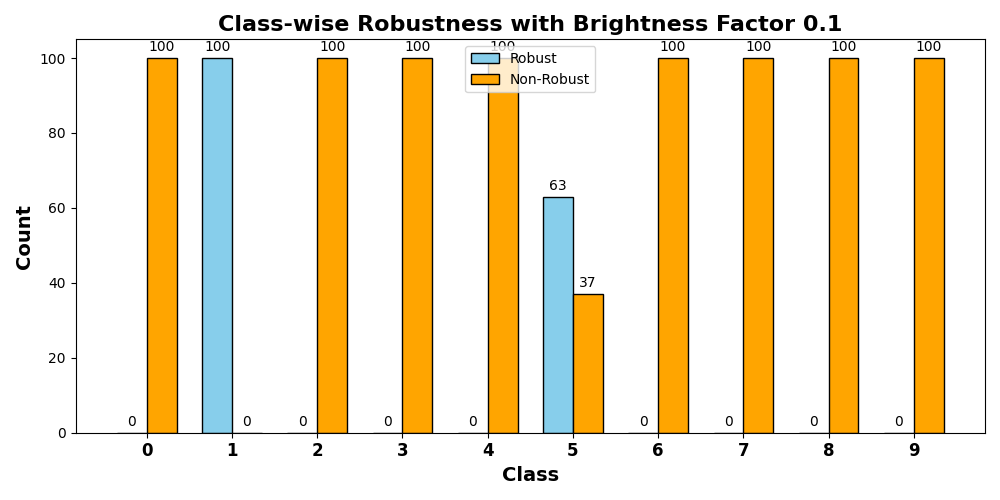 Class-wise Robustness with Brightness Factor 0.1
100 100 100 100 100 100 100 100 100
Robust
Non-Robust
100
80
60
40
20
0
63
37
0 0 0 0 0 0 0 0 0
0 1 2 3 4 5 6 7 8 9
Count
Class